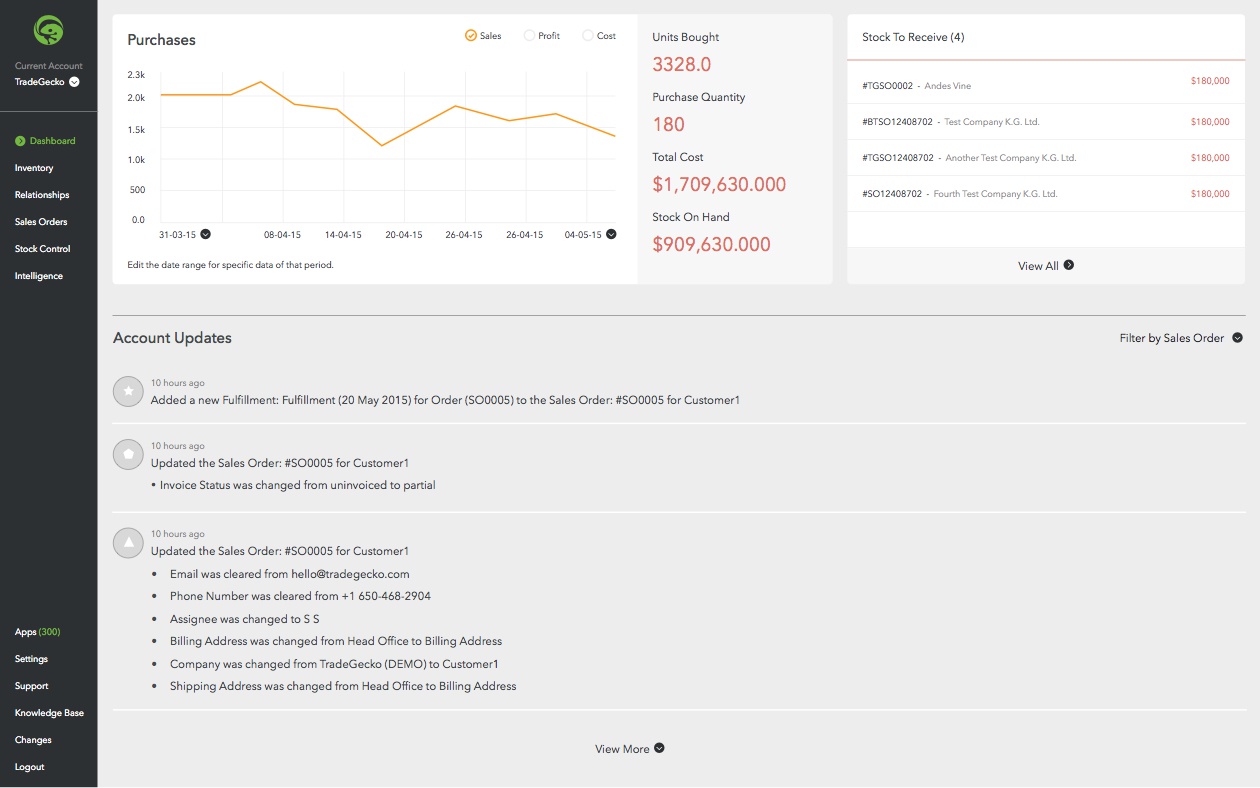 Current Account
TradeGecko
Dashboard
Inventory
Relationships
Sales Orders
Stock Control
Intelligence
Apps (300)
Settings
Support
Knowledge Base
Changes
Logout
Purchases
Sales
Profit
Cost
2.3k
2.0k
1.5k
1.0k
500
0.0
31-03-15
08-04-15
14-04-15
20-04-15
26-04-15
26-04-15
04-05-15
Edit the date range for specific data of that period.
Units Bought
3328.0
Purchase Quantity
180
Total Cost
$1,709,630.000
Stock On Hand
$909,630.000
Stock To Receive (4)
#TGSO0002 - Andes Vine $180,000
#BTSO12408702 - Test Company K.G. Ltd. $180,000
#TGSO12408702 - Another Test Company K.G. Ltd. $180,000
#SO12408702 - Fourth Test Company K.G. Ltd. $180,000
View All
Account Updates
Filter by Sales Order
10 hours ago
Added a new Fulfillment: Fulfillment (20 May 2015) for Order (SO0005) to the Sales Order: #SO0005 for Customer1
10 hours ago
Updated the Sales Order: #SO0005 for Customer1
• Invoice Status was changed from uninvoiced to partial
10 hours ago
Updated the Sales Order: #SO0005 for Customer1
• Email was cleared from hello@tradegecko.com
• Phone Number was cleared from +1 650-468-2904
• Assignee was changed to S S
• Billing Address was changed from Head Office to Billing Address
• Company was changed from TradeGecko (DEMO) to Customer1
• Shipping Address was changed from Head Office to Billing Address
View More